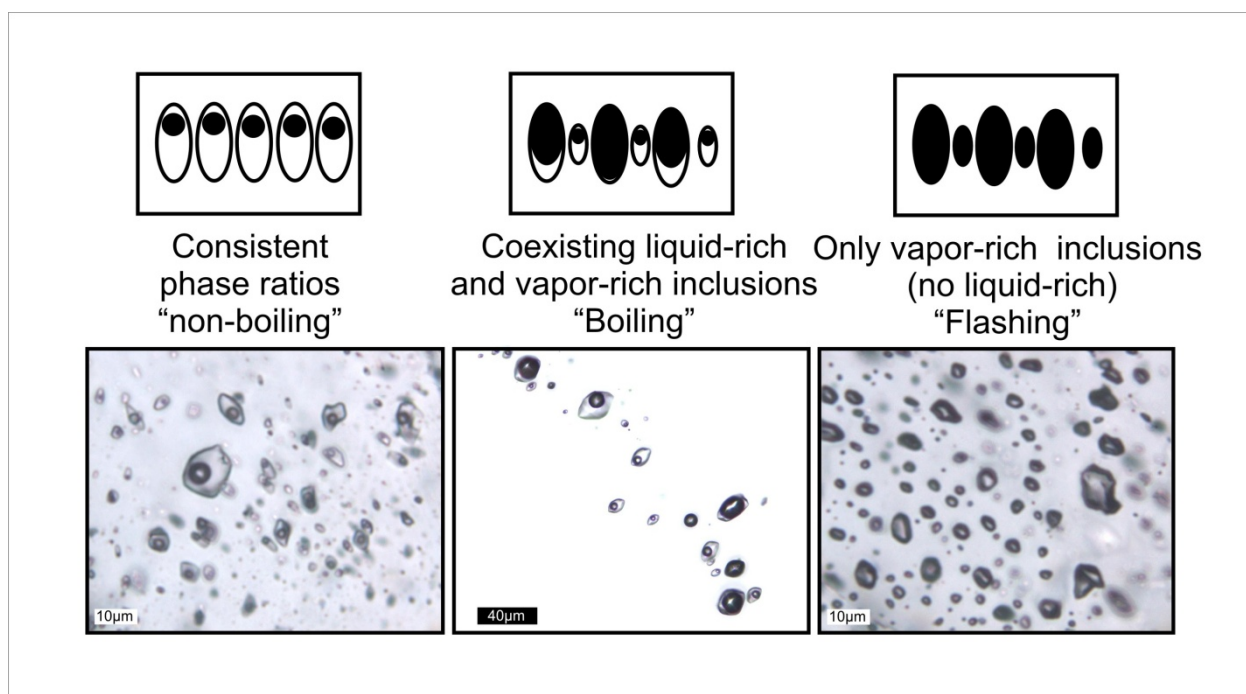 Consistent
phase ratios
“non-boiling”
Coexisting liquid-rich
and vapor-rich inclusions
“Boiling”
Only vapor-rich inclusions
(no liquid-rich)
“Flashing”
10µm
40µm
10µm